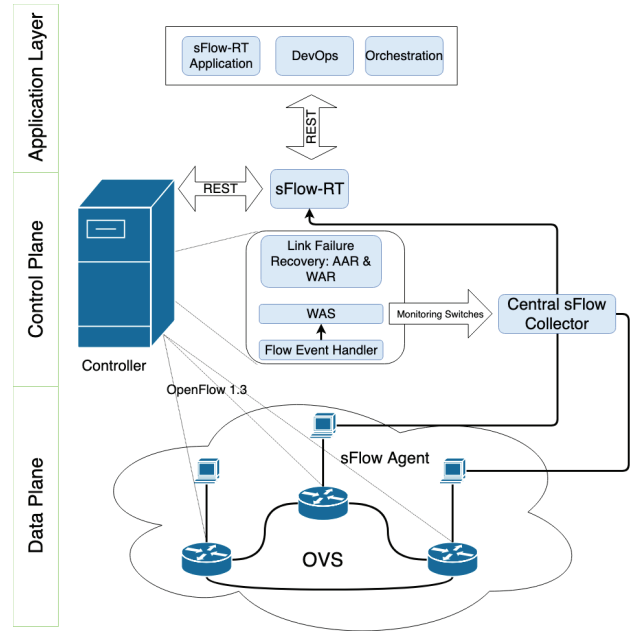 Application Layer
sFlow-RT
Application
DevOps
Orchestration
REST
Control Plane
REST
sFlow-RT
Link Failure
Recovery: AAR &
WAR
WAS
Flow Event Handler
Monitoring Switches
Central sFlow
Collector
Controller
OpenFlow 1.3
Data Plane
sFlow Agent
OVS